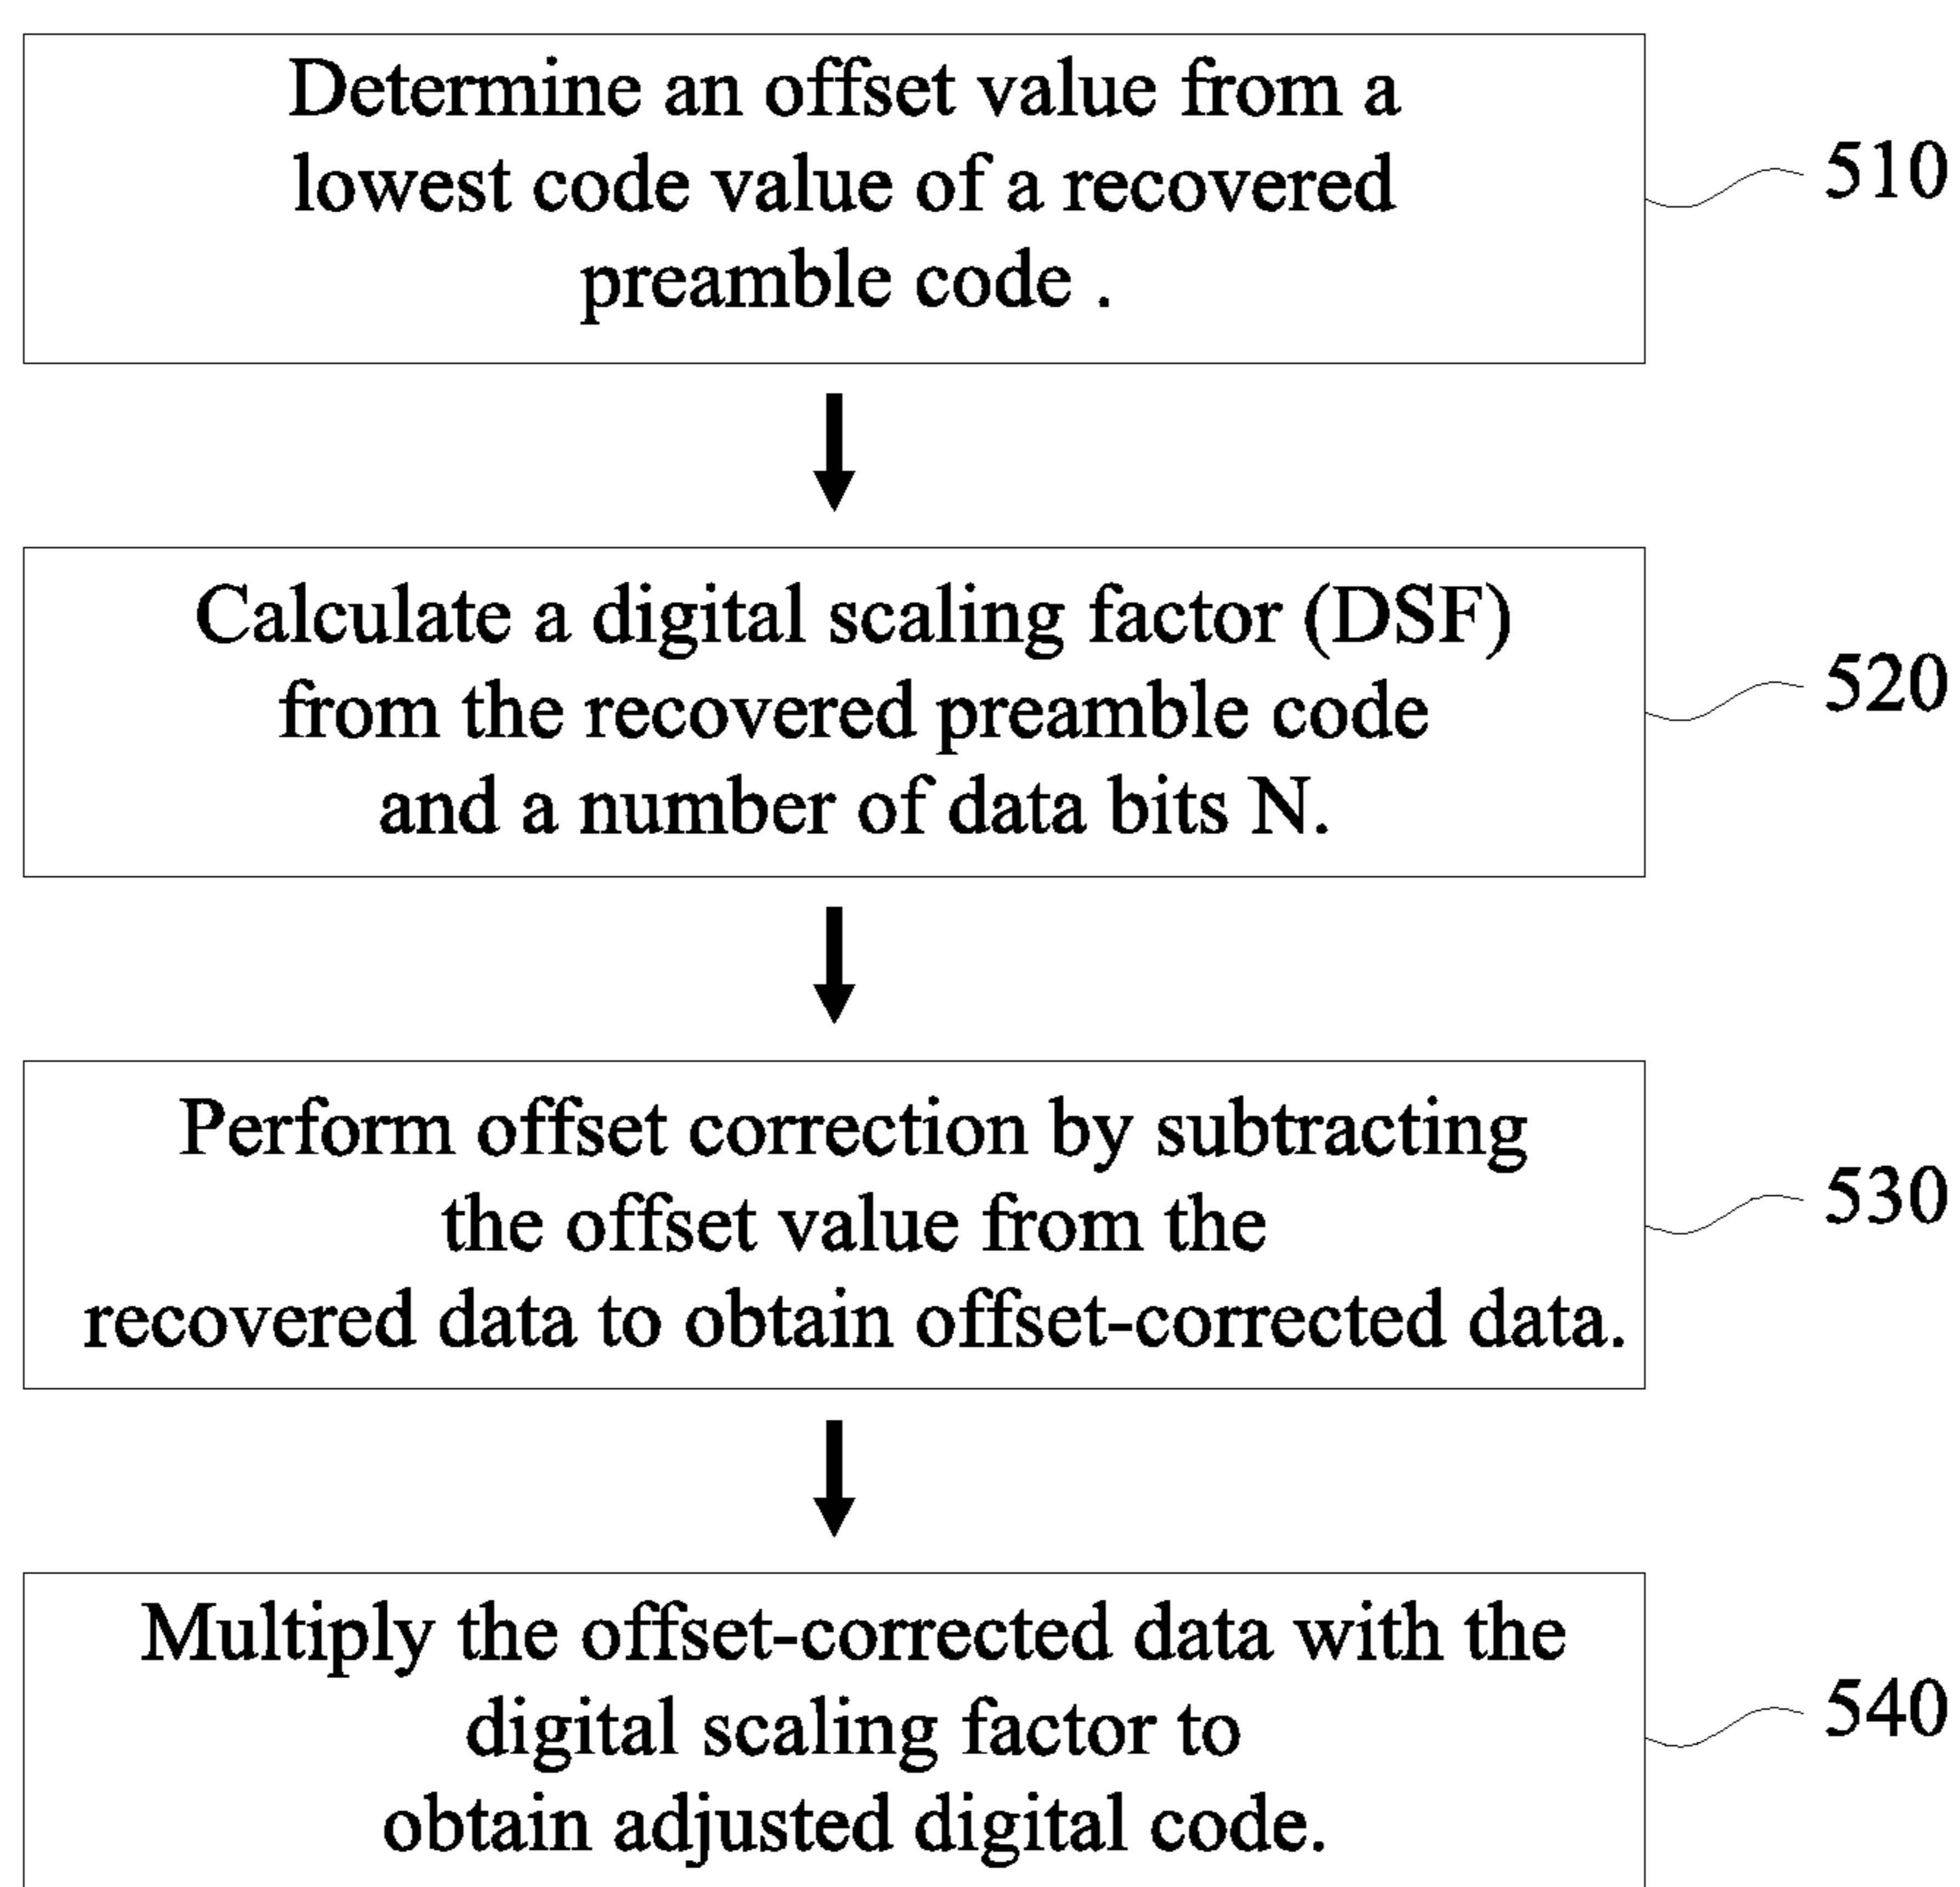 Determine an offset value from a
lowest code value of a recovered
preamble code .
510
Calculate a digital scaling factor (DSF)
from the recovered preamble code
and a number of data bits N.
520
Perform offset correction by subtracting
the offset value from the
recovered data to obtain offset-corrected data.
530
Multiply the offset-corrected data with the
digital scaling factor to
obtain adjusted digital code.
540